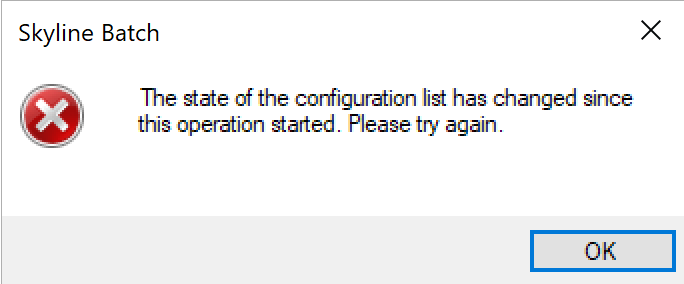 Skyline Batch
The state of the configuration list has changed since
this operation started. Please try again.
OK